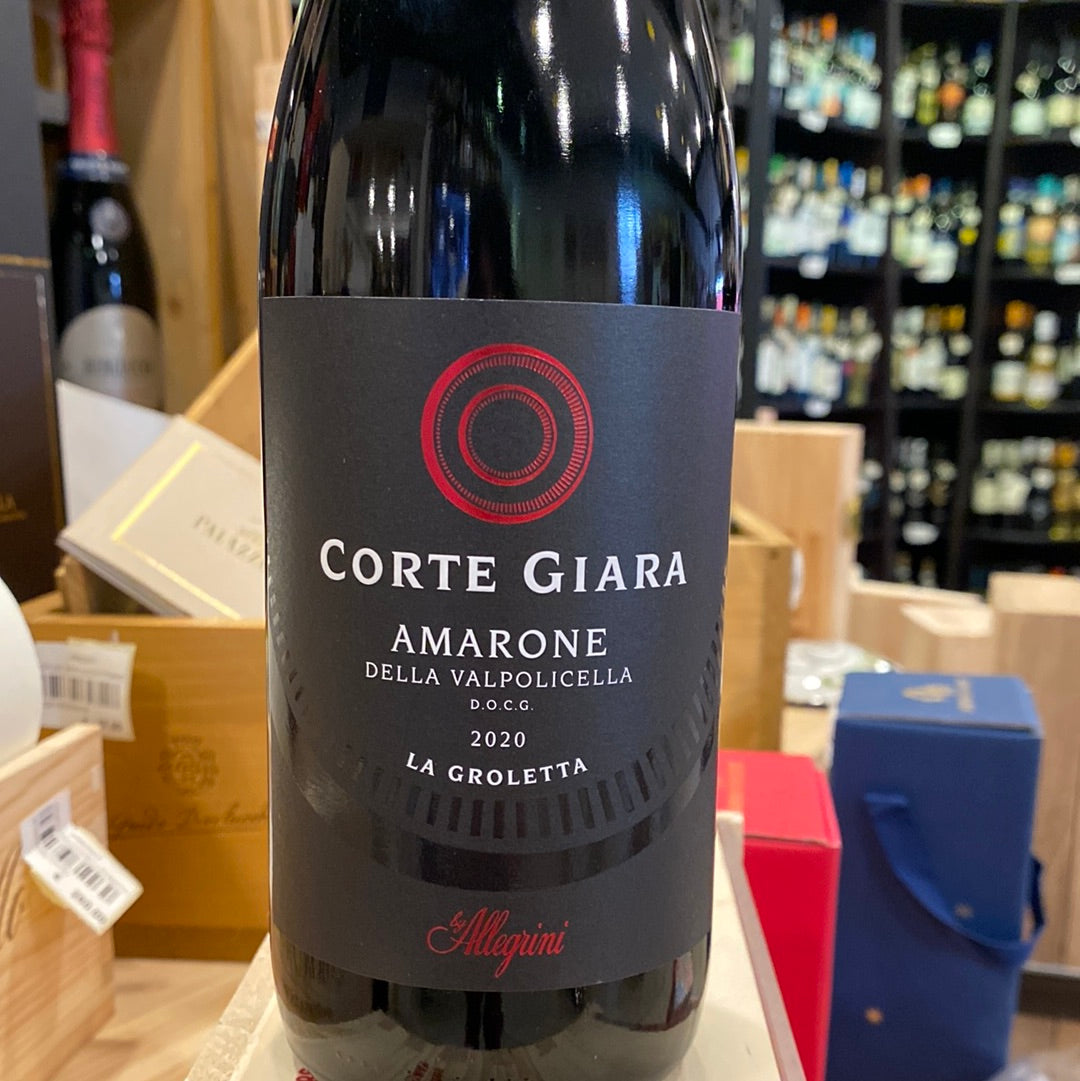 CORTE GIARA
AMARONE
DELLA VALPOLICELLA
D.O.C.G.
2020
LA GROLETTA
by Allegrini